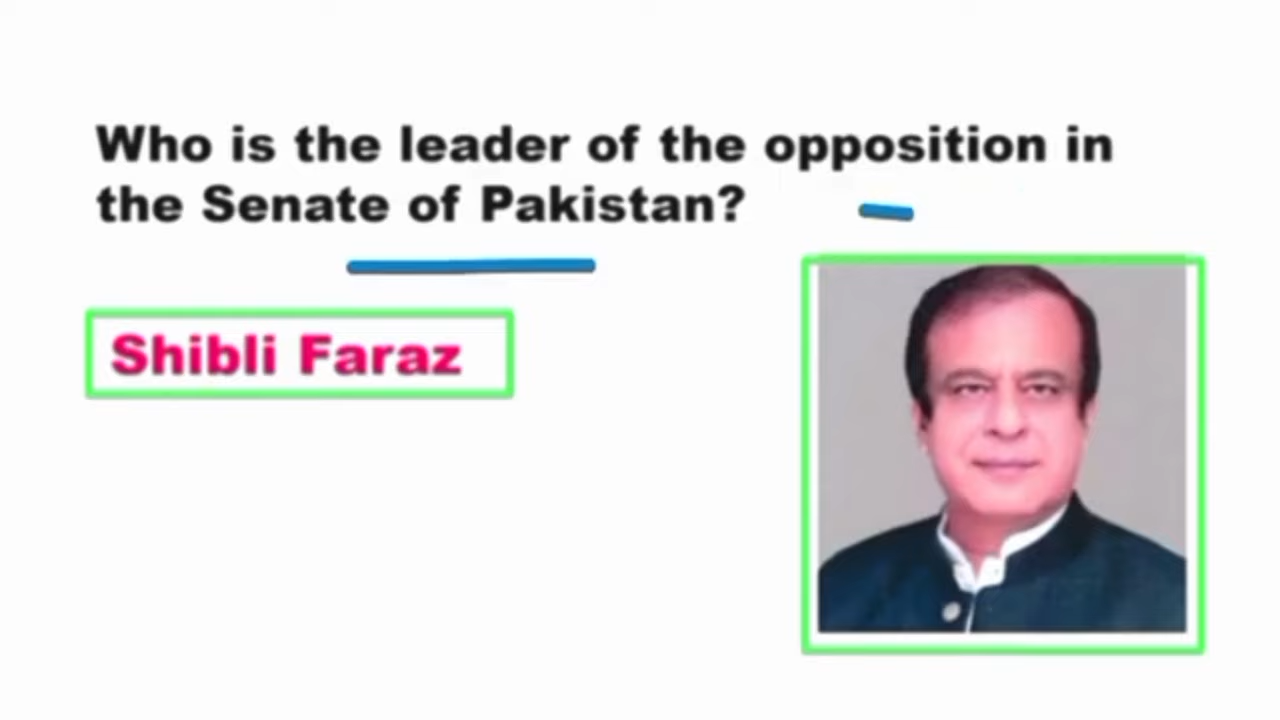 Who is the leader of the opposition in
the Senate of Pakistan?
Shibli Faraz